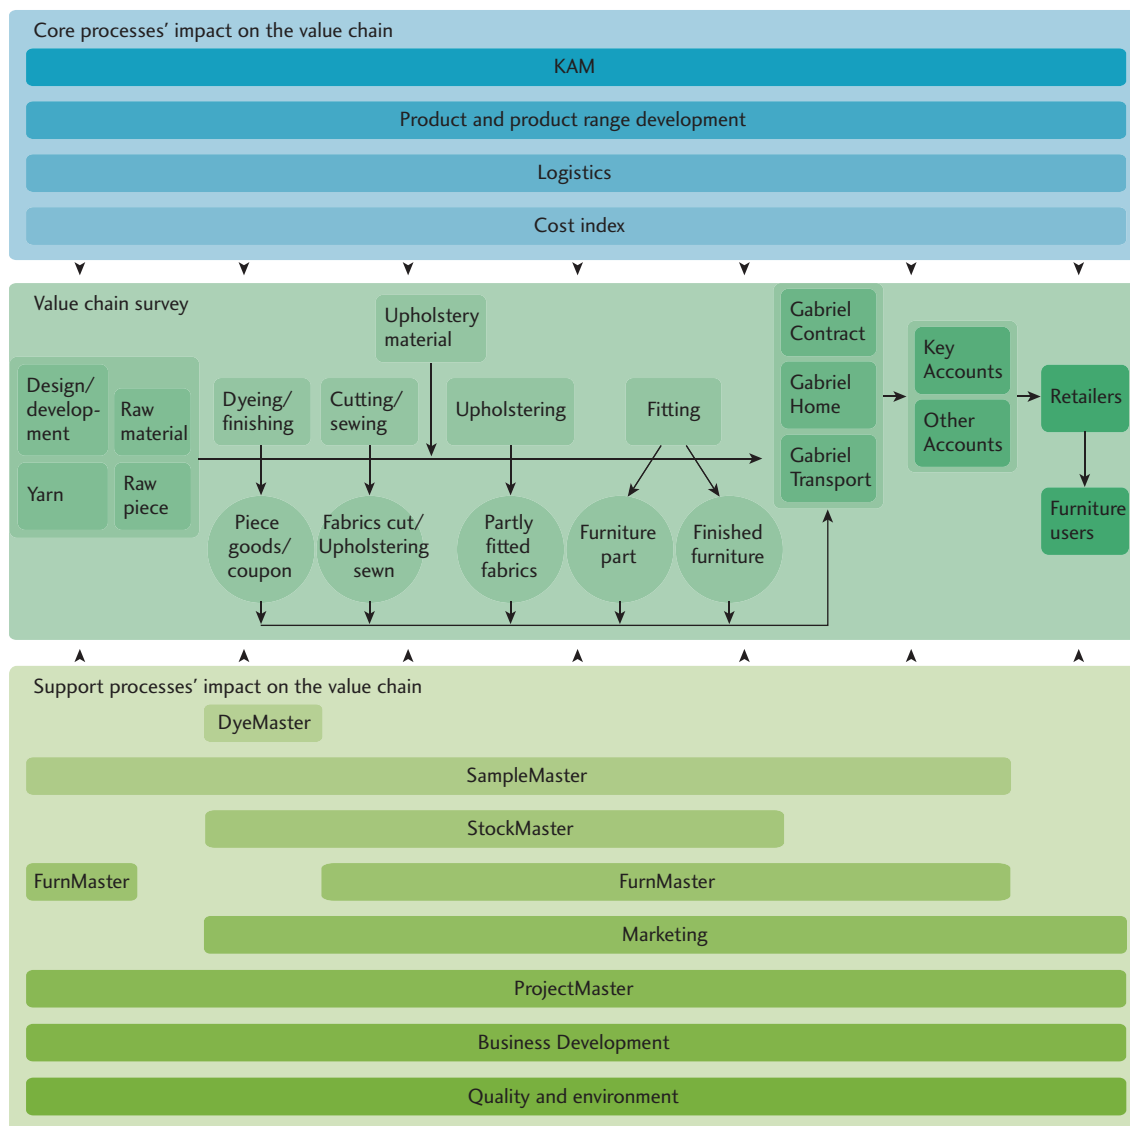 Core processes’ impact on the value chain
KAM
Product and product range development
Logistics
Cost index
Value chain survey
Design/
develop-
ment
Raw
material
Yarn
Raw
piece
Dyeing/
finishing
Cutting/
sewing
Upholstery
material
Upholstering
Fitting
Piece
goods/
coupon
Fabrics cut/
Upholstering
sewn
Partly
fitted
fabrics
Furniture
part
Finished
furniture
Gabriel
Contract
Gabriel
Home
Gabriel
Transport
Key
Accounts
Other
Accounts
Retailers
Furniture
users
Support processes’ impact on the value chain
DyeMaster
SampleMaster
StockMaster
FurnMaster
FurnMaster
Marketing
ProjectMaster
Business Development
Quality and environment